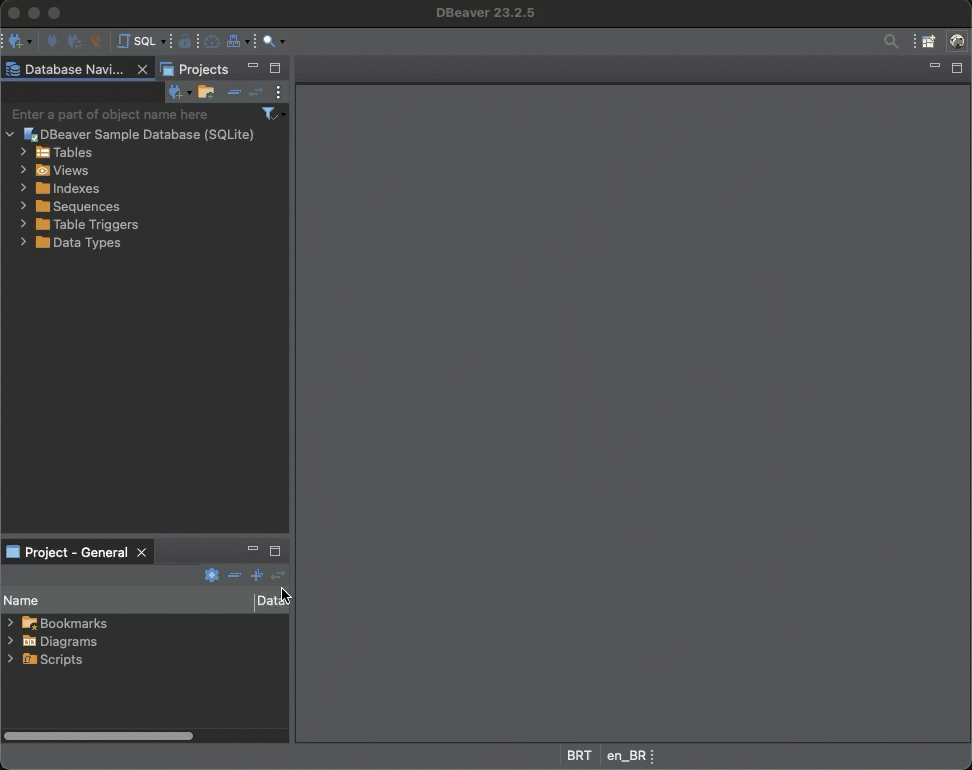 DBeaver 23.2.5
SQL
Database Navi...
Projects
Enter a part of object name here
DBeaver Sample Database (SQLite)
Tables
Views
Indexes
Sequences
Table Triggers
Data Types
Project - General
Name Data
Bookmarks
Diagrams
Scripts
BRT en_BR